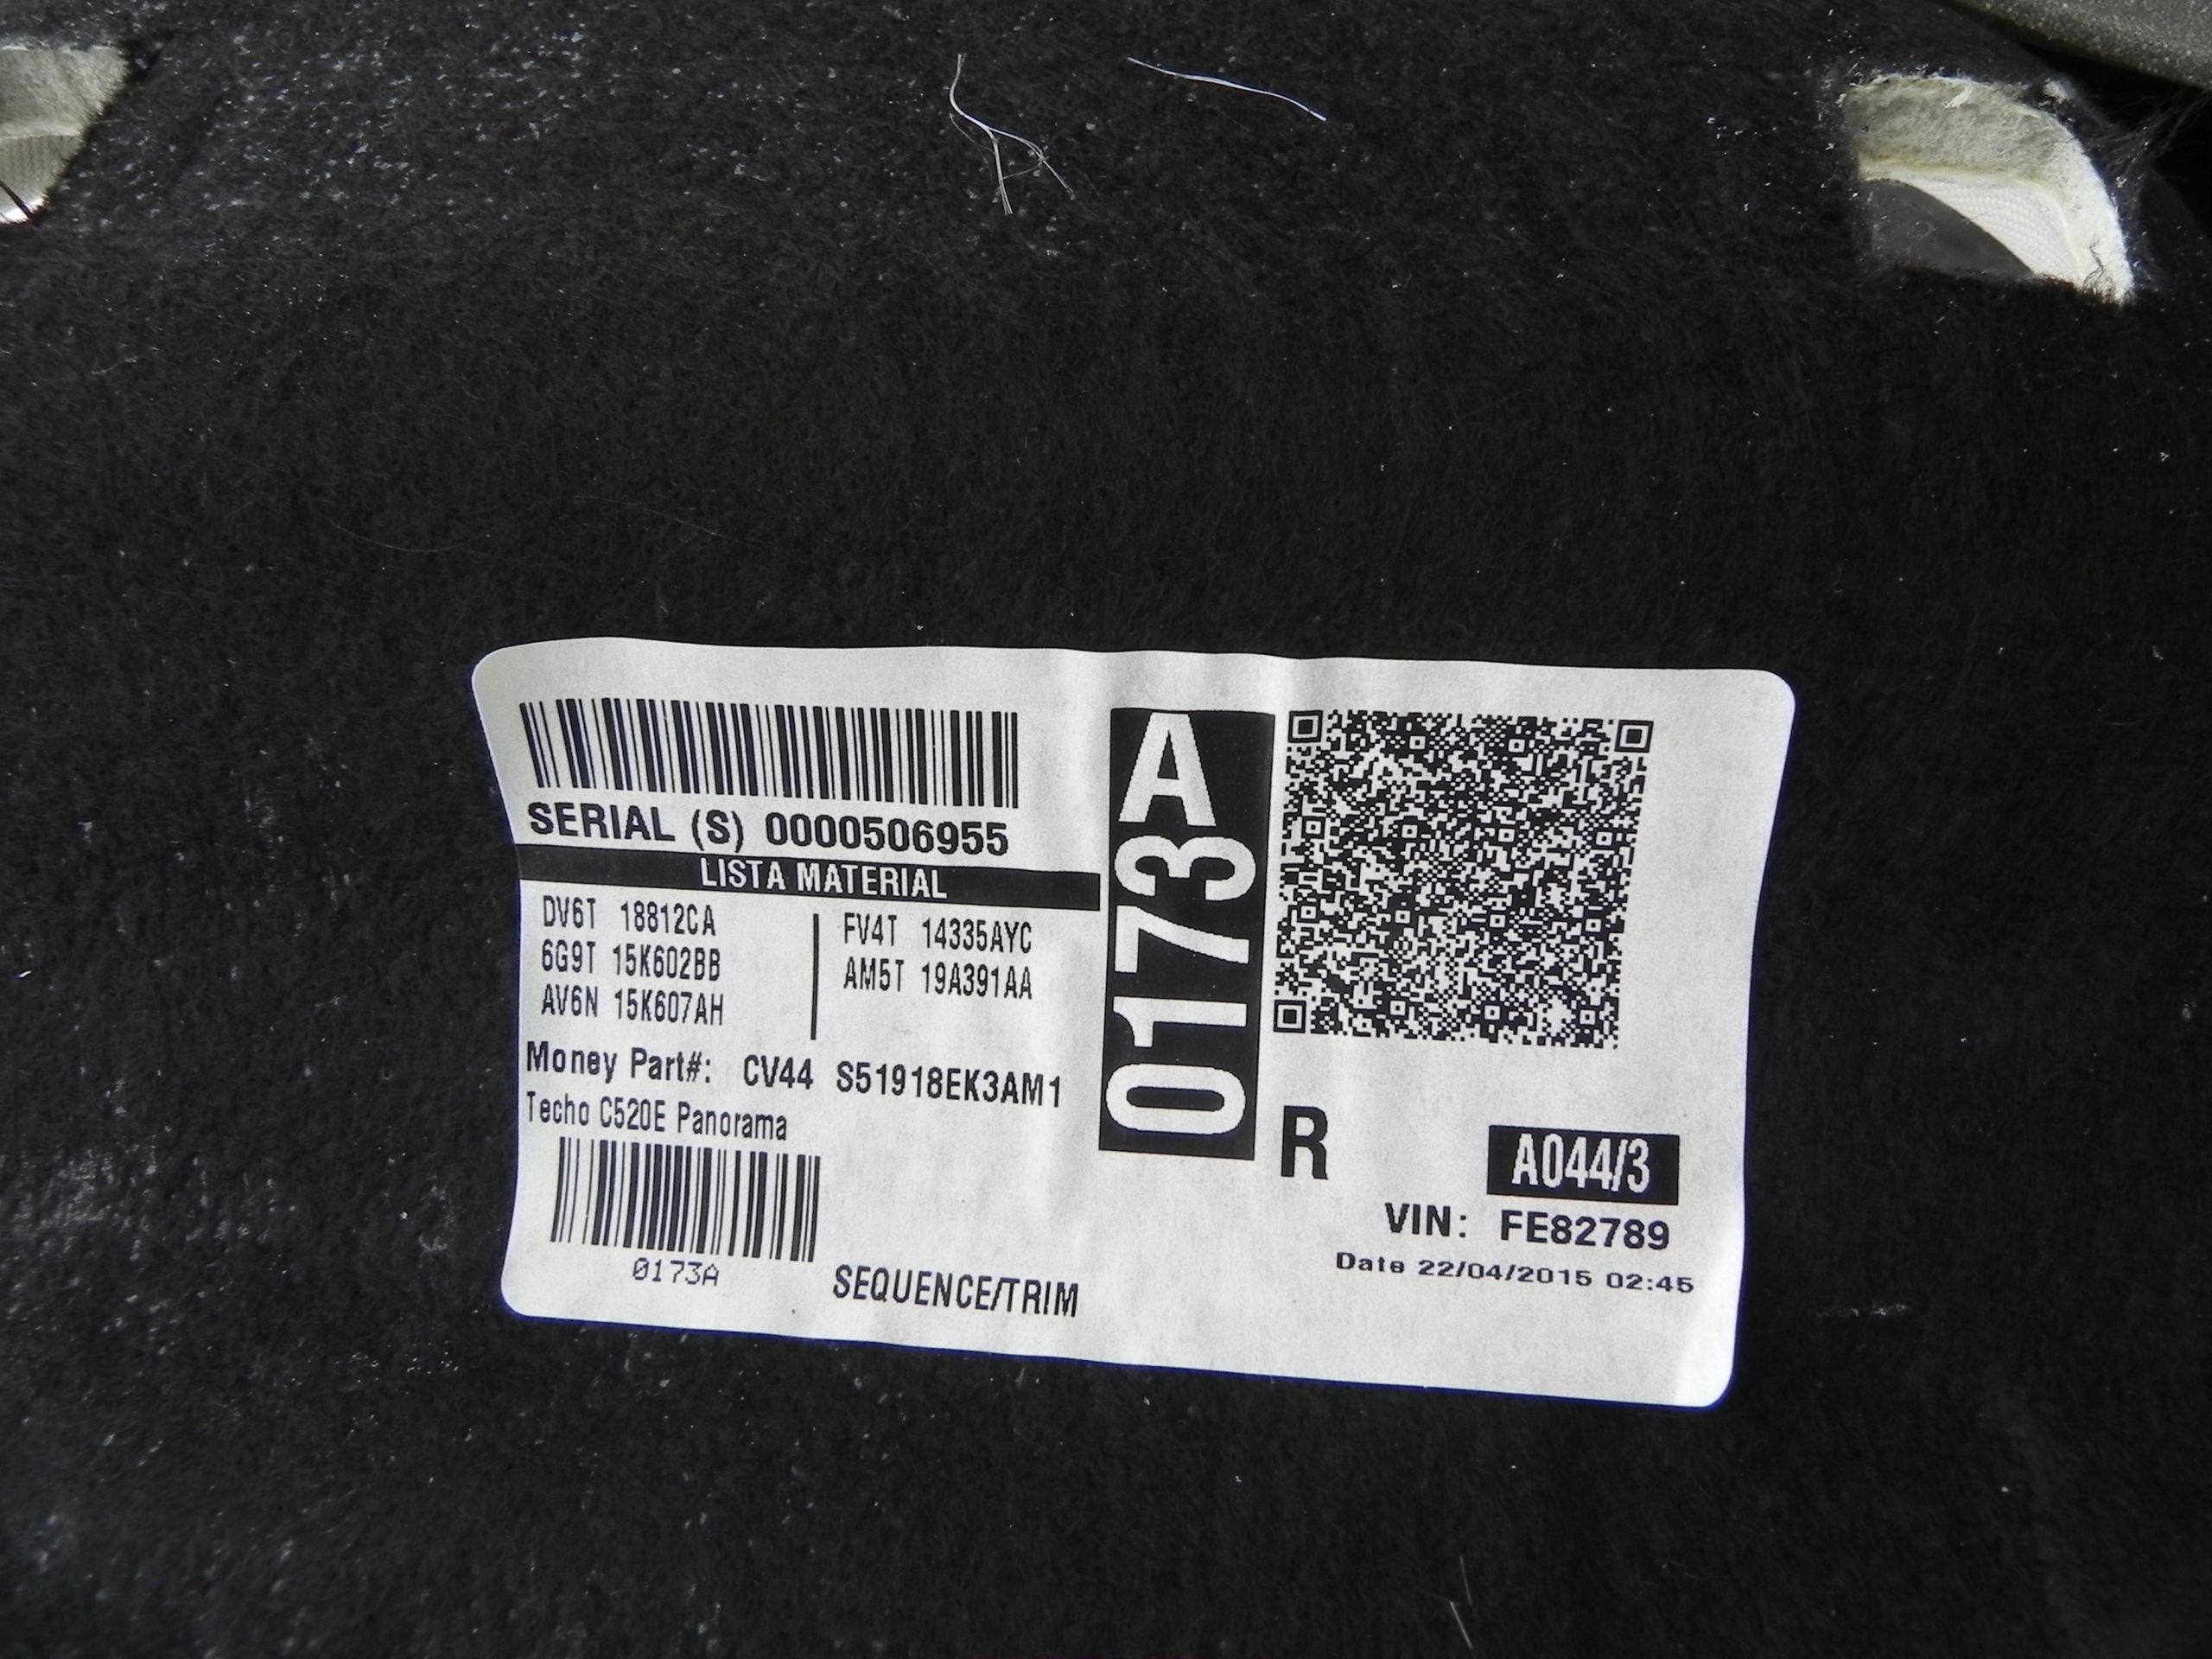 SERIAL (S) 0000506955
LISTA MATERIAL
DV6T 18812CA
6G9T 15K602BB
AV6N 15K607AH
FV4T 14335AYC
AM5T 19A391AA
Money Part#: CV44 S51918EK3AM1
Techo C520E Panorama
0173A
SEQUENCE/TRIM
0173A
R
A044/3
VIN: FE82789
Date 22/04/2015 02:45